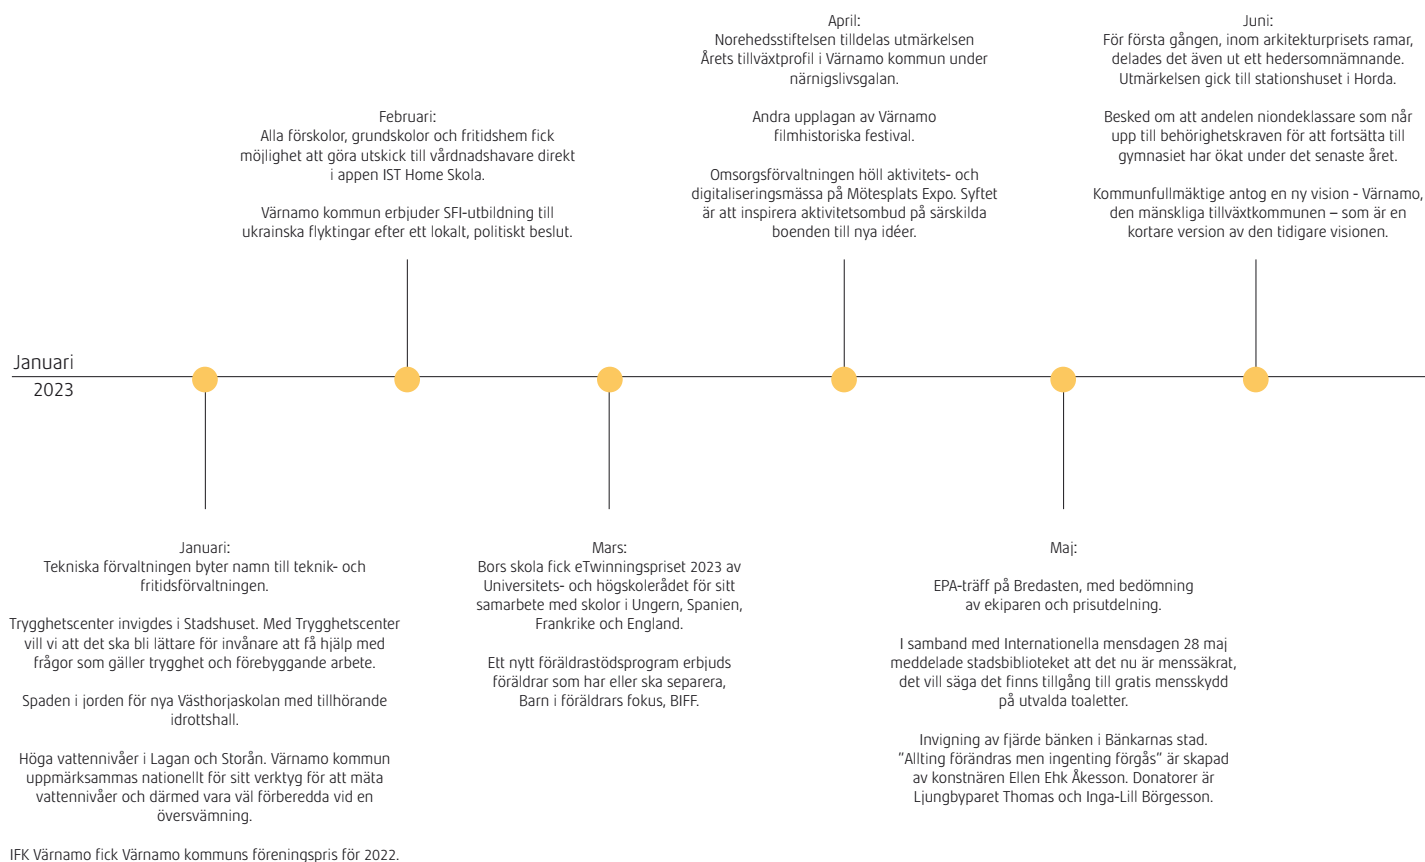 April:
Norehedsstiftelsen tilldelas utmärkelsen
Årets tillväxtprofil i Värnamo kommun under
närnigslivsgalan.
Andra upplagan av Värnamo
filmhistoriska festival.
Omsorgsförvaltningen höll aktivitets- och
digitaliseringsmässa på Mötesplats Expo. Syftet
är att inspirera aktivitetsombud på särskilda
boenden till nya idéer.
Juni:
För första gången, inom arkitekturprisets ramar,
delades det även ut ett hedersomnämnande.
Utmärkelsen gick till stationshuset i Horda.
Besked om att andelen niondeklassare som når
upp till behörighetskraven för att fortsätta till
gymnasiet har ökat under det senaste året.
Kommunfullmäktige antog en ny vision - Värnamo,
den mänskliga tillväxtkommunen – som är en
kortare version av den tidigare visionen.
Februari:
Alla förskolor, grundskolor och fritidshem fick
möjlighet att göra utskick till vårdnadshavare direkt
i appen IST Home Skola.
Värnamo kommun erbjuder SFI-utbildning till
ukrainska flyktingar efter ett lokalt, politiskt beslut.
Januari
2023
Januari:
Tekniska förvaltningen byter namn till teknik- och
fritidsförvaltningen.
Trygghetscenter invigdes i Stadshuset. Med Trygghetscenter
vill vi att det ska bli lättare för invånare att få hjälp med
frågor som gäller trygghet och förebyggande arbete.
Spaden i jorden för nya Västhorjaskolan med tillhörande
idrottshall.
Höga vattennivåer i Lagan och Storån. Värnamo kommun
uppmärksammas nationellt för sitt verktyg för att mäta
vattennivåer och därmed vara väl förberedda vid en
översvämning.
IFK Värnamo fick Värnamo kommuns föreningspris för 2022.
Mars:
Bors skola fick eTwinningspriset 2023 av
Universitets- och högskolerådet för sitt
samarbete med skolor i Ungern, Spanien,
Frankrike och England.
Ett nytt föräldrastödsprogram erbjuds
föräldrar som har eller ska separera,
Barn i föräldrars fokus, BIFF.
Maj:
EPA-träff på Bredasten, med bedömning
av ekiparen och prisutdelning.
I samband med Internationella mensdagen 28 maj
meddelade stadsbiblioteket att det nu är menssäkrat,
det vill säga det finns tillgång till gratis mensskydd
på utvalda toaletter.
Invigning av fjärde bänken i Bänkarnas stad.
”Allting förändras men ingenting förgås” är skapad
av konstnären Ellen Ehk Åkesson. Donatorer är
Ljungbyparet Thomas och Inga-Lill Börgesson.